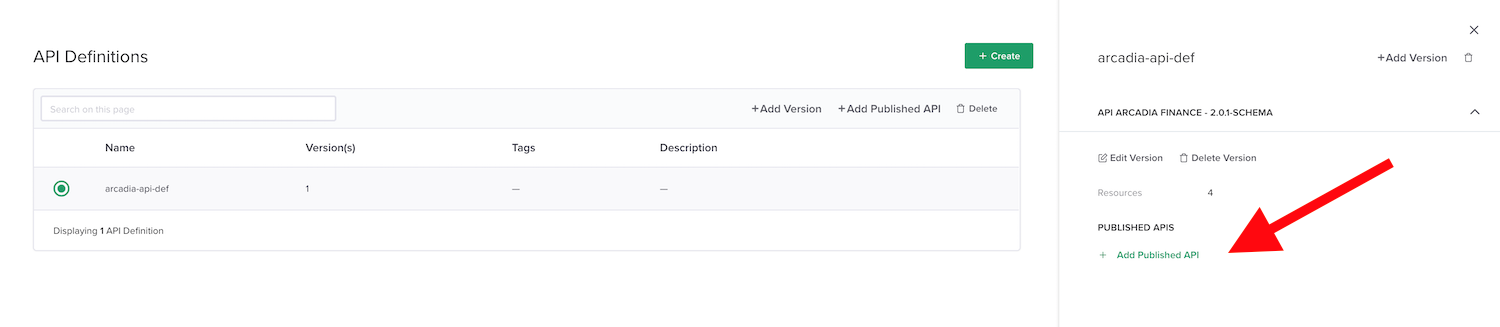 API Definitions
+ Create
Search on this page
+Add Version +Add Published API Delete
Name Version(s) Tags Description
arcadia-api-def 1 — —
Displaying 1 API Definition
arcadia-api-def +Add Version
API ARCADIA FINANCE - 2.0.1-SCHEMA
Edit Version Delete Version
Resources 4
PUBLISHED APIS
+ Add Published API